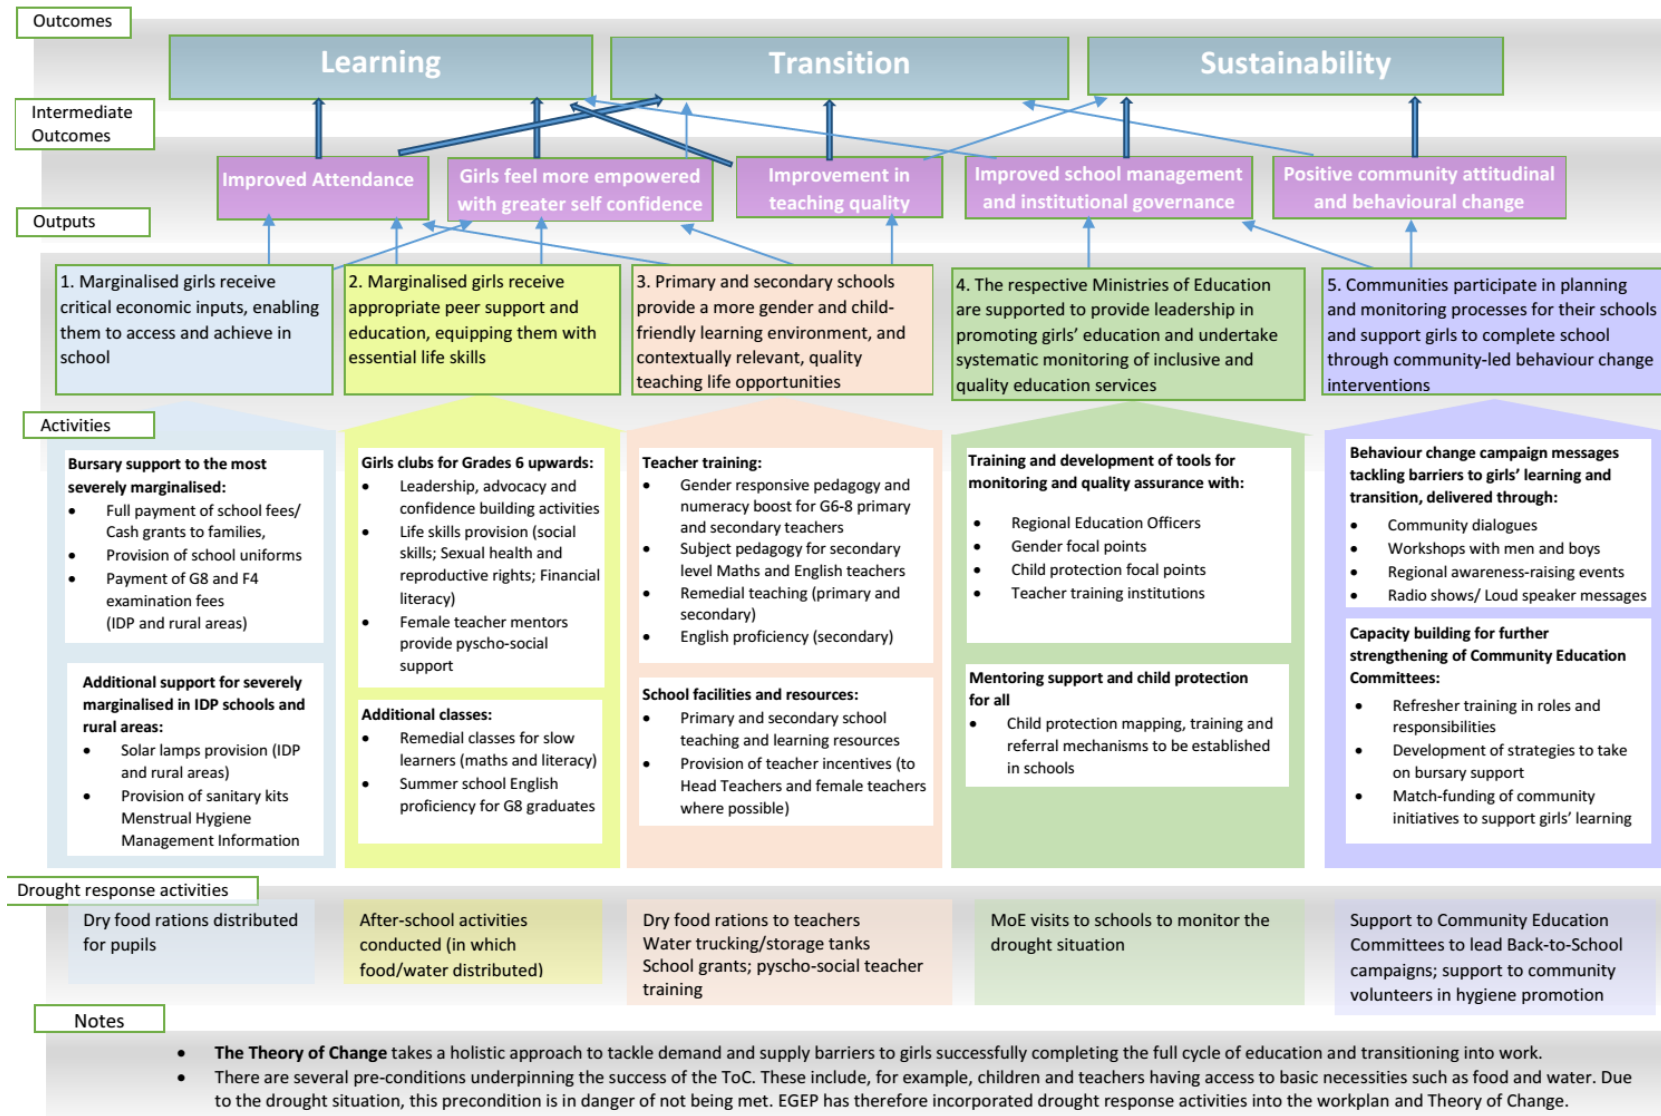 Outcomes
Learning
Transition
Sustainability
Intermediate
Outcomes
Improved Attendance
Girls feel more empowered
with greater self confidence
Improvement in
teaching quality
Improved school management
and institutional governance
Positive community attitudinal
and behavioural change
Outputs
1. Marginalised girls receive
critical economic inputs, enabling
them to access and achieve in
school
2. Marginalised girls receive
appropriate peer support and
education, equipping them with
essential life skills
3. Primary and secondary schools
provide a more gender and child-
friendly learning environment, and
contextually relevant, quality
teaching life opportunities
4. The respective Ministries of Education
are supported to provide leadership in
promoting girls’ education and undertake
systematic monitoring of inclusive and
quality education services
5. Communities participate in planning
and monitoring processes for their schools
and support girls to complete school
through community-led behaviour change
interventions
Activities
Bursary support to the most
severely marginalised:
• Full payment of school fees/
Cash grants to families,
• Provision of school uniforms
• Payment of G8 and F4
examination fees
(IDP and rural areas)
Additional support for severely
marginalised in IDP schools and
rural areas:
• Solar lamps provision (IDP
and rural areas)
• Provision of sanitary kits
Menstrual Hygiene
Management Information
Girls clubs for Grades 6 upwards:
• Leadership, advocacy and
confidence building activities
• Life skills provision (social
skills; Sexual health and
reproductive rights; Financial
literacy)
• Female teacher mentors
provide pyscho-social
support
Additional classes:
• Remedial classes for slow
learners (maths and literacy)
• Summer school English
proficiency for G8 graduates
Teacher training:
• Gender responsive pedagogy and
numeracy boost for G6-8 primary
and secondary teachers
• Subject pedagogy for secondary
level Maths and English teachers
• Remedial teaching (primary and
secondary)
• English proficiency (secondary)
School facilities and resources:
• Primary and secondary school
teaching and learning resources
• Provision of teacher incentives (to
Head Teachers and female teachers
where possible)
Training and development of tools for
monitoring and quality assurance with:
• Regional Education Officers
• Gender focal points
• Child protection focal points
• Teacher training institutions
Mentoring support and child protection
for all
• Child protection mapping, training and
referral mechanisms to be established
in schools
Behaviour change campaign messages
tackling barriers to girls’ learning and
transition, delivered through:
• Community dialogues
• Workshops with men and boys
• Regional awareness-raising events
• Radio shows/ Loud speaker messages
Capacity building for further
strengthening of Community Education
Committees:
• Refresher training in roles and
responsibilities
• Development of strategies to take
on bursary support
• Match-funding of community
initiatives to support girls’ learning
Drought response activities
Dry food rations distributed
for pupils
After-school activities
conducted (in which
food/water distributed)
Dry food rations to teachers
Water trucking/storage tanks
School grants; pyscho-social teacher
training
MoE visits to schools to monitor the
drought situation
Support to Community Education
Committees to lead Back-to-School
campaigns; support to community
volunteers in hygiene promotion
Notes
• The Theory of Change takes a holistic approach to tackle demand and supply barriers to girls successfully completing the full cycle of education and transitioning into work.
• There are several pre-conditions underpinning the success of the ToC. These include, for example, children and teachers having access to basic necessities such as food and water. Due
to the drought situation, this precondition is in danger of not being met. EGEP has therefore incorporated drought response activities into the workplan and Theory of Change.